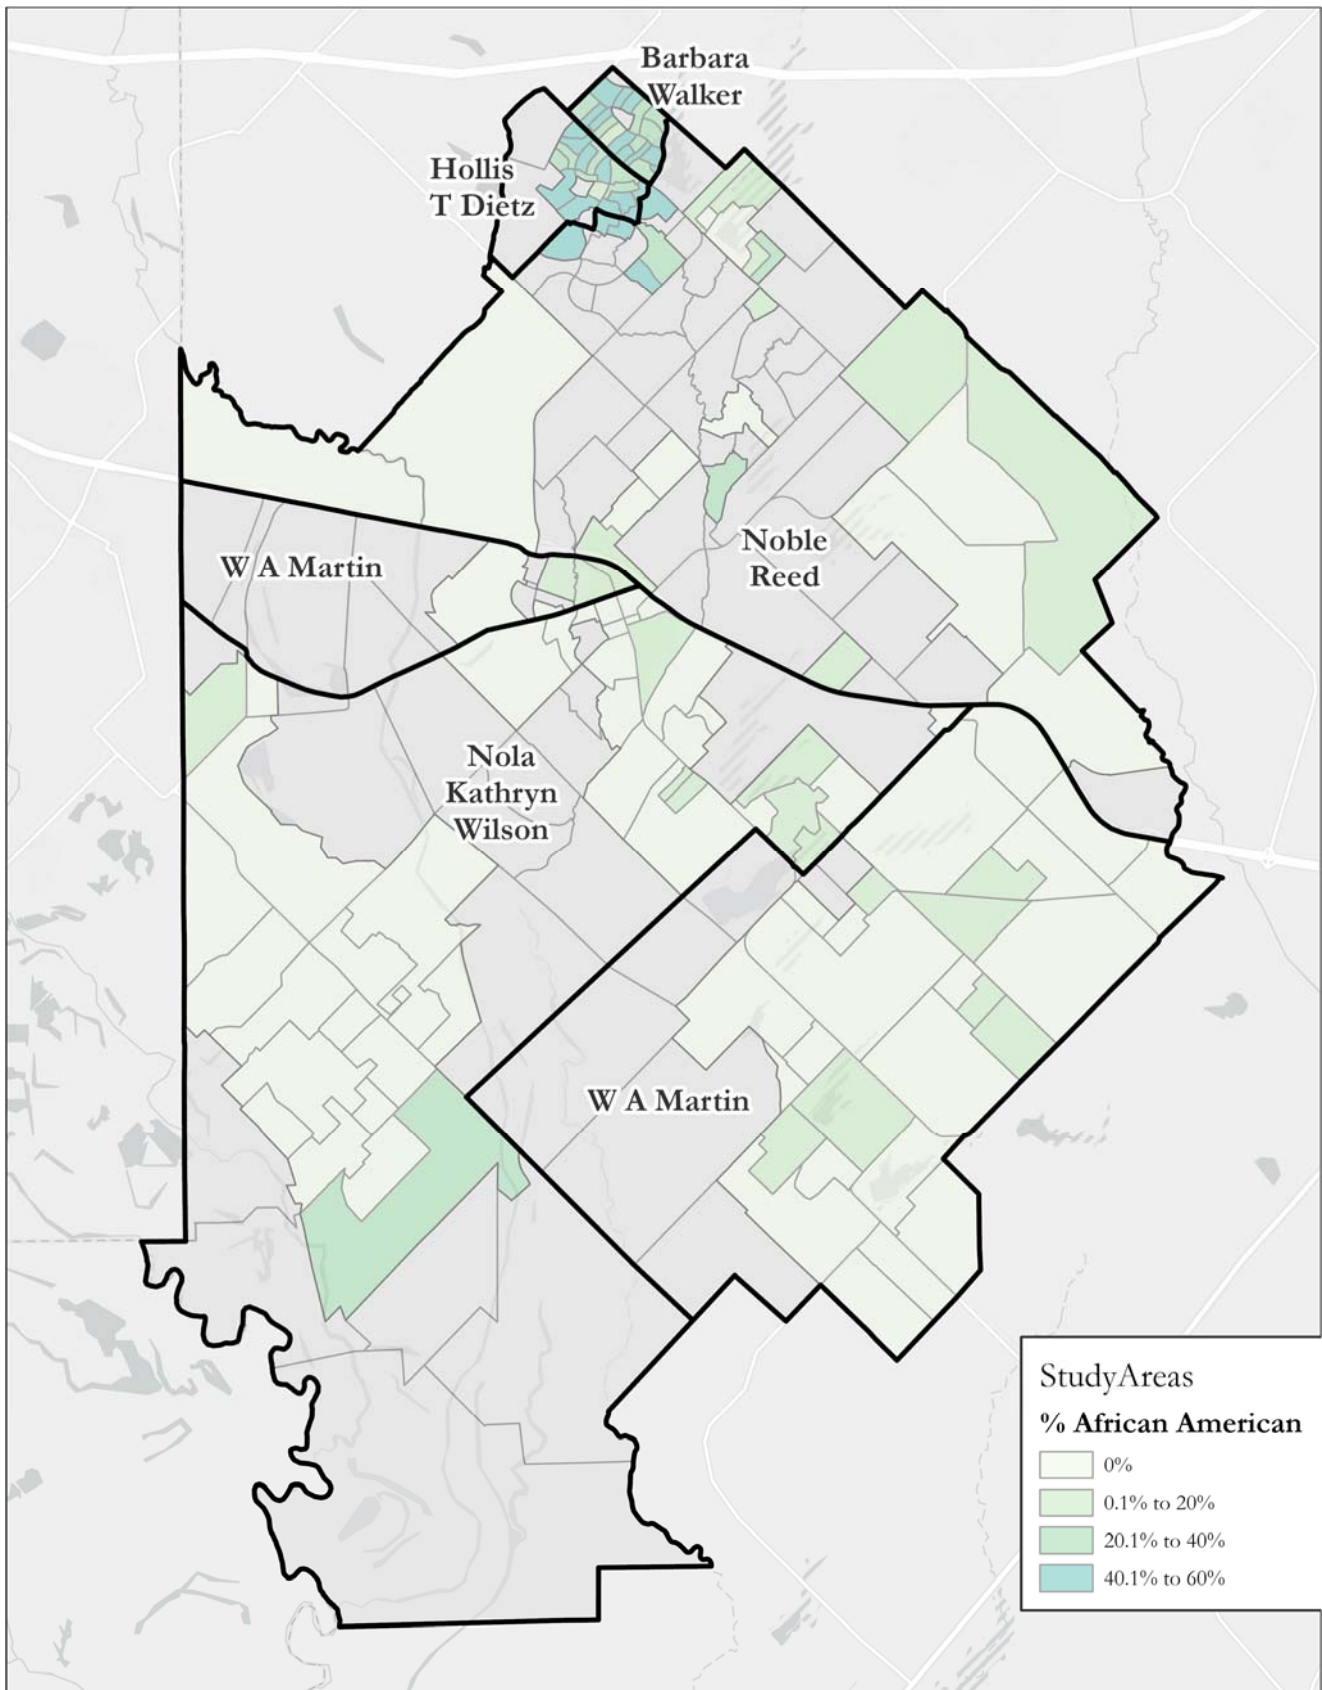 Barbara
Walker
Hollis
T Dietz
W A Martin
Noble
Reed
Nola
Kathryn
Wilson
W A Martin
StudyAreas
% African American
0%
0.1% to 20%
20.1% to 40%
40.1% to 60%